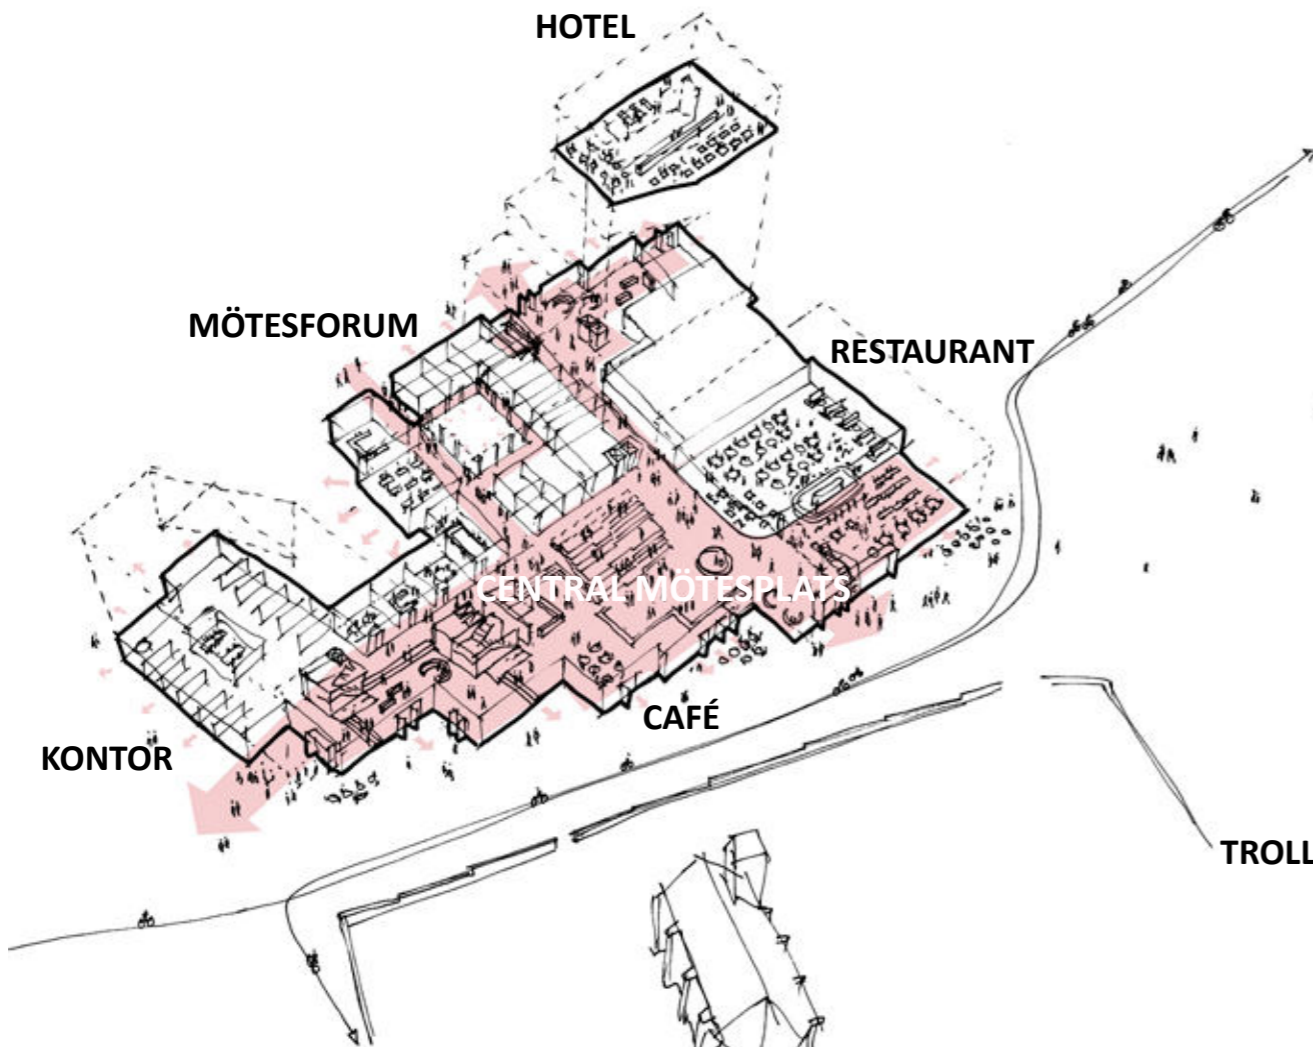 HOTEL
MÖTESFORUM
RESTAURANT
CENTRAL MÖTESPLATS
CAFÉ
KONTOR
TROLL